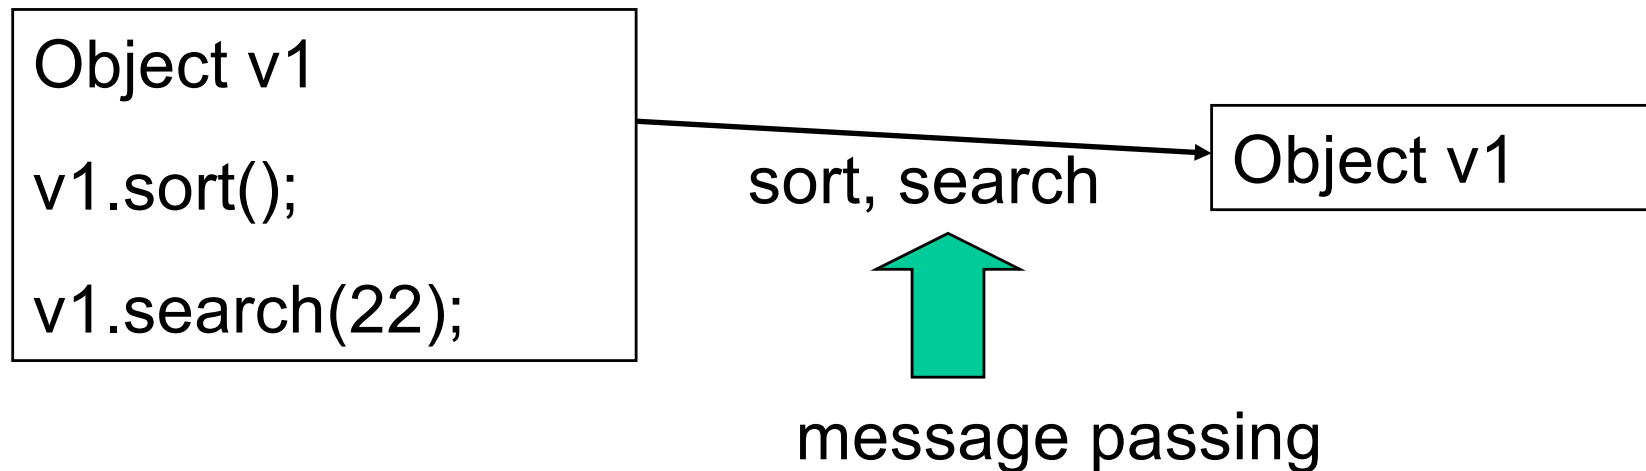 Object v1
v1.sort();
v1.search(22);
sort, search
Object v1
message passing